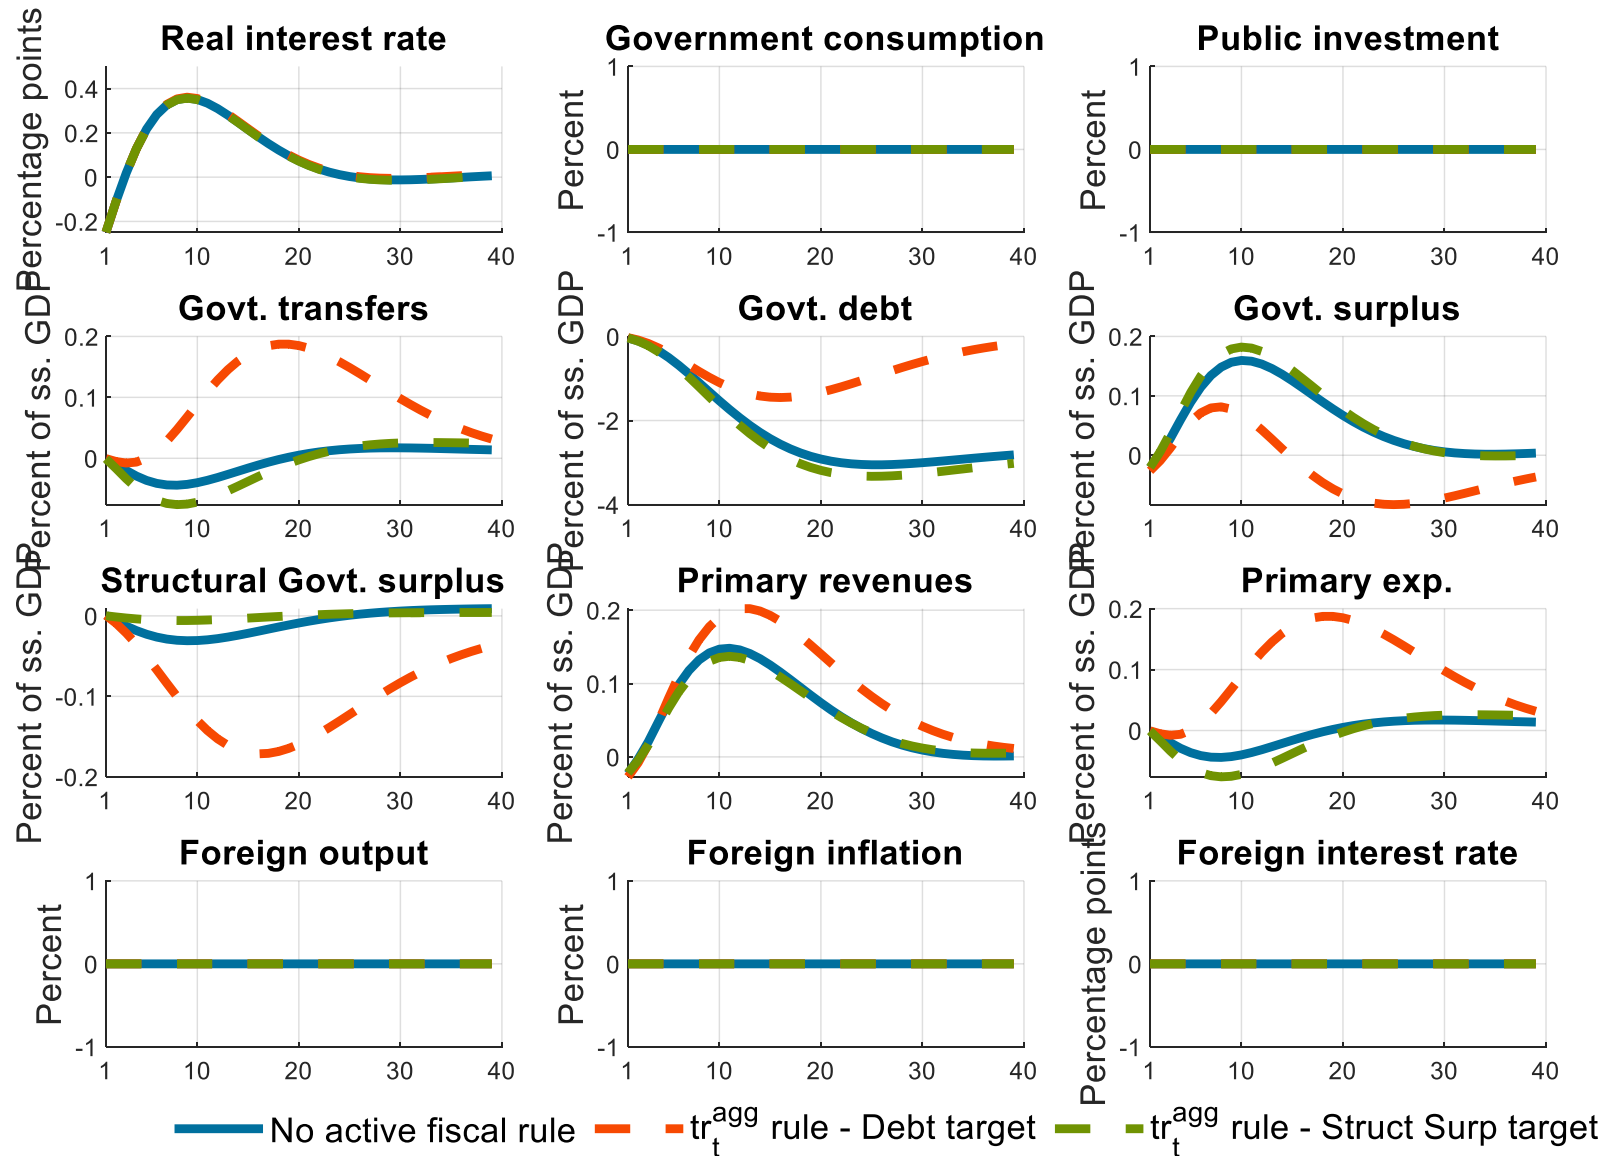 Real interest rate
Government consumption
Public investment
Percentage points
0.4
0.2
0
-0.2
1 10 20 30 40
Percent
1
0
-1
1 10 20 30 40
Percent
1
0
-1
1 10 20 30 40
Govt. transfers
Govt. debt
Govt. surplus
Percent of ss. GDP
0.2
0.1
0
1 10 20 30 40
Percent of ss. GDP
0
-2
-4
1 10 20 30 40
Percent of ss. GDP
0.2
0.1
0
1 10 20 30 40
Structural Govt. surplus
Primary revenues
Primary exp.
Percent of ss. GDP
0
-0.1
-0.2
1 10 20 30 40
Percent of ss. GDP
0.2
0.1
0
1 10 20 30 40
Percent of ss. GDP
0.2
0.1
0
1 10 20 30 40
Foreign output
Foreign inflation
Foreign interest rate
Percent
1
0
-1
1 10 20 30 40
Percent
1
0
-1
1 10 20 30 40
Percentage points
1
0
-1
1 10 20 30 40
No active fiscal rule
tr_t^agg rule - Debt target
tr_t^agg rule - Struct Surp target